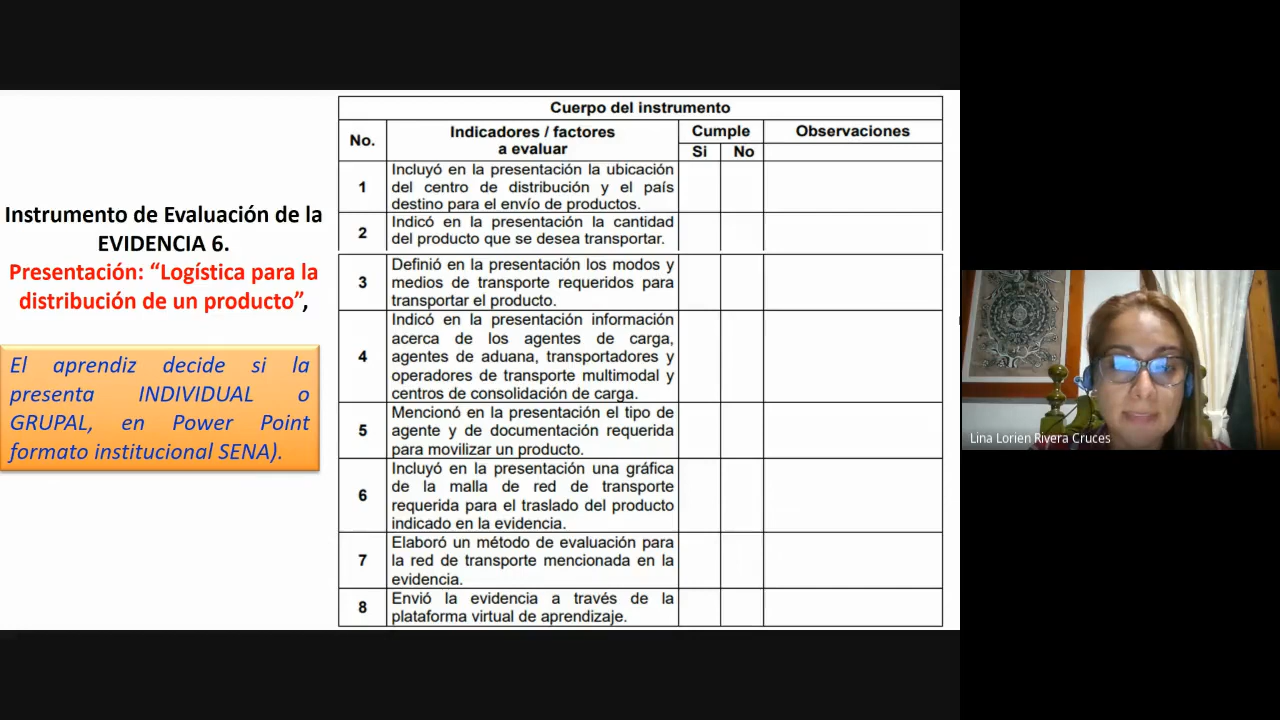 Instrumento de Evaluación de la
EVIDENCIA 6.
Presentación: “Logística para la
distribución de un producto”,
El aprendiz decide si la
presenta INDIVIDUAL o
GRUPAL, en Power Point
formato institucional SENA).
Cuerpo del instrumento
No.
Indicadores / factores
a evaluar
Cumple
Observaciones
Si
No
1
Incluyó en la presentación la ubicación
del centro de distribución y el país
destino para el envío de productos.
2
Indicó en la presentación la cantidad
del producto que se desea transportar.
3
Definió en la presentación los modos y
medios de transporte requeridos para
transportar el producto.
4
Indicó en la presentación información
acerca de los agentes de carga,
agentes de aduana, transportadores y
operadores de transporte multimodal y
centros de consolidación de carga.
5
Mencionó en la presentación el tipo de
agente y de documentación requerida
para movilizar un producto.
6
Incluyó en la presentación una gráfica
de la malla de red de transporte
requerida para el traslado del producto
indicado en la evidencia.
7
Elaboró un método de evaluación para
la red de transporte mencionada en la
evidencia.
8
Envió la evidencia a través de la
plataforma virtual de aprendizaje.
Lina Lorien Rivera Cruces